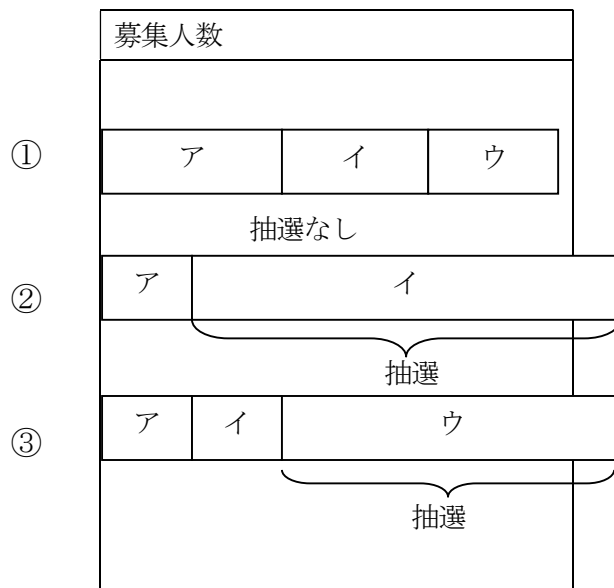 募集人数
① ア イ ウ
抽選なし
② ア イ
抽選
③ ア イ ウ
抽選